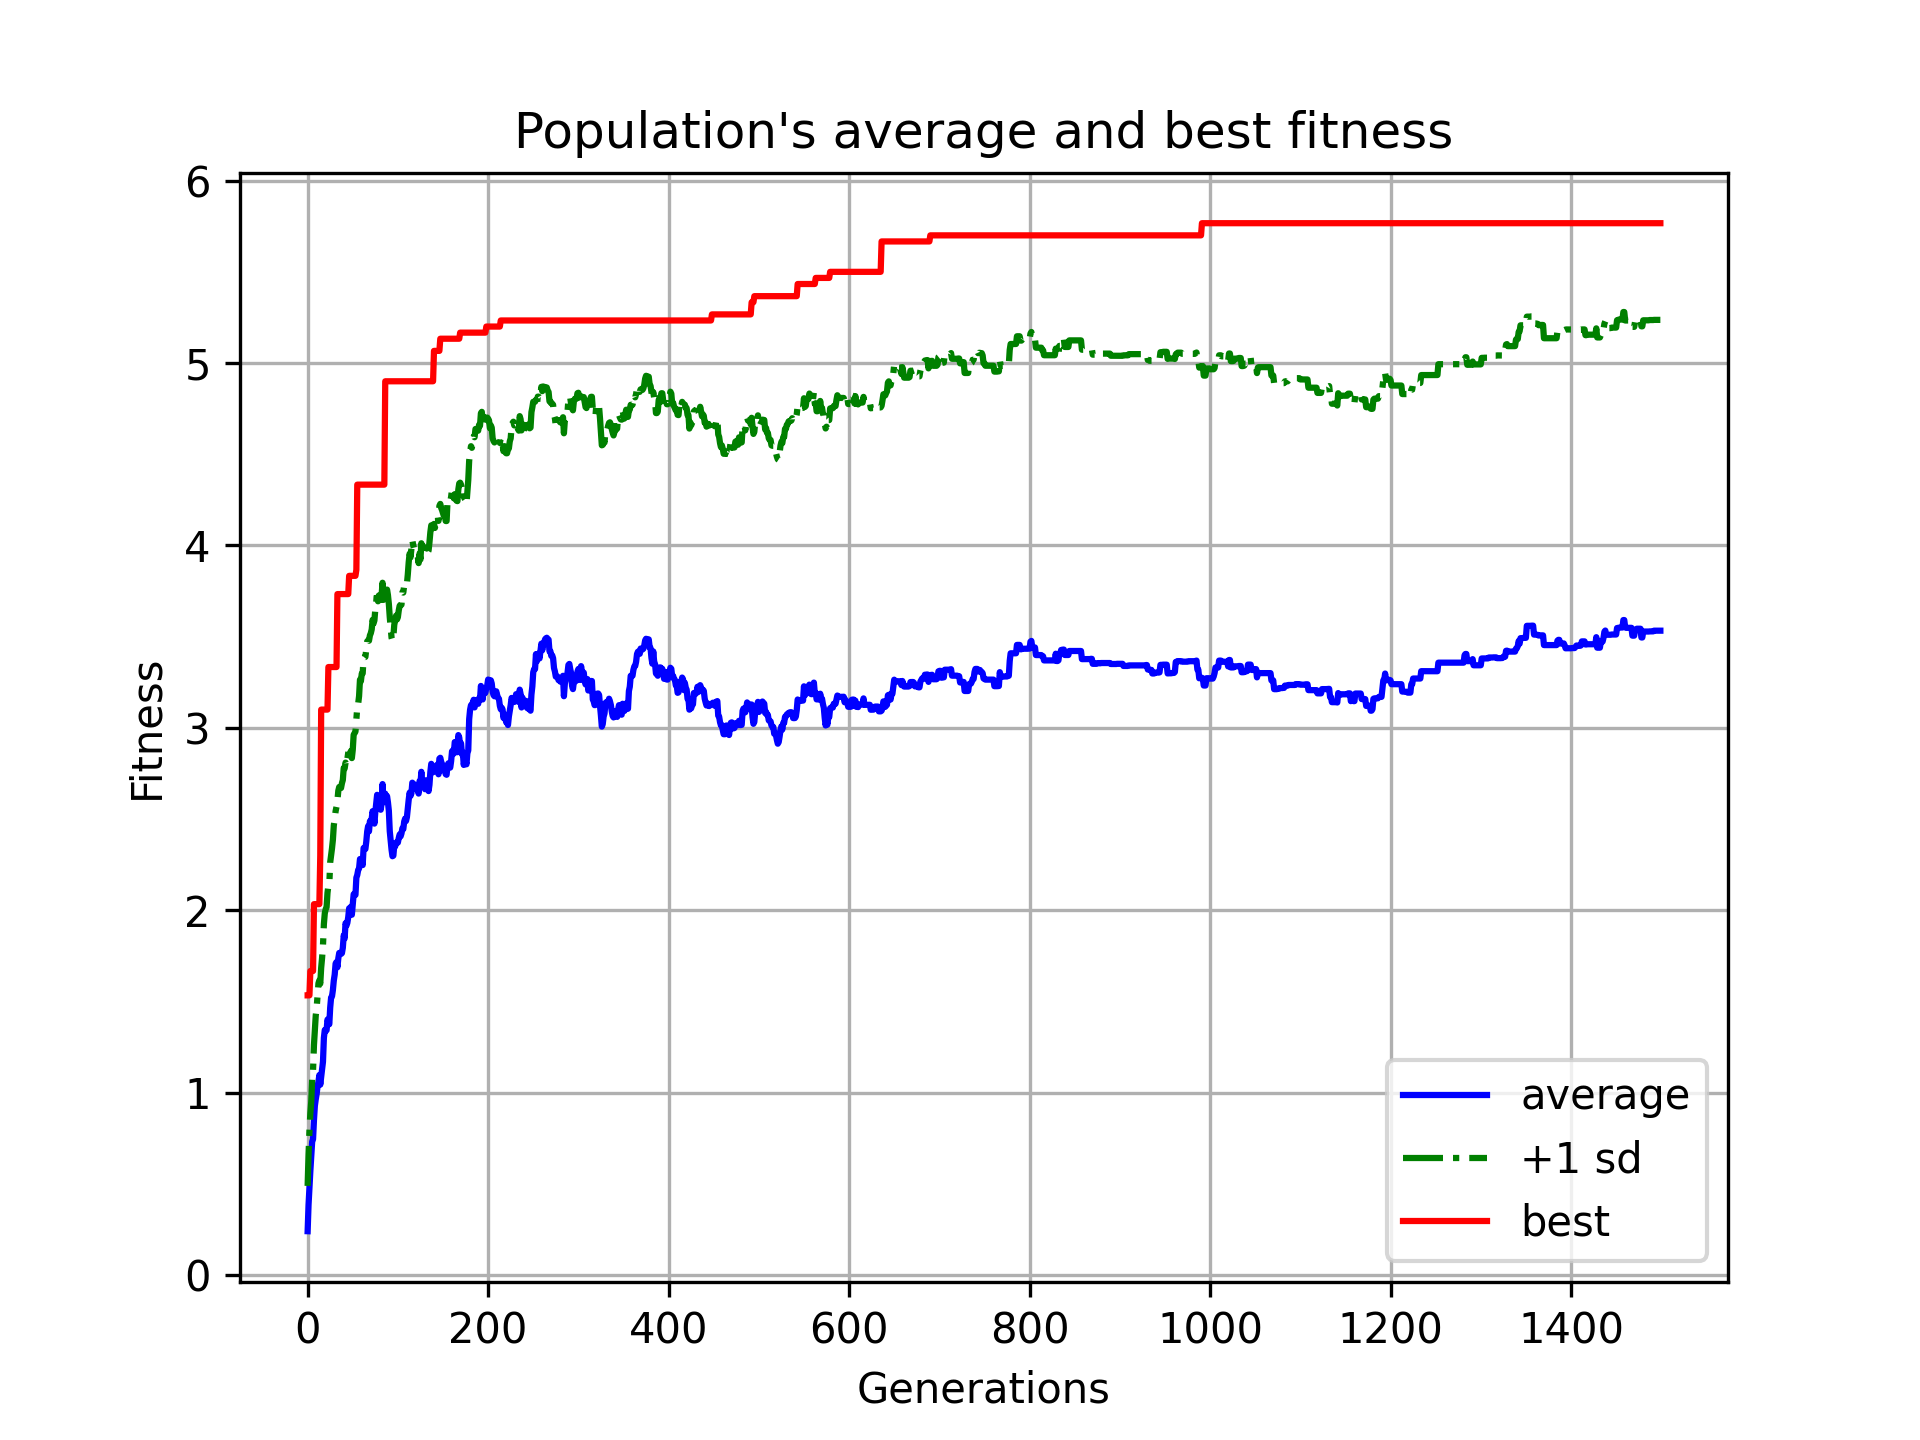 Population's average and best fitness
6
5
4
3
2
1
0
Fitness
average
+1 sd
best
0 200 400 600 800 1000 1200 1400
Generations